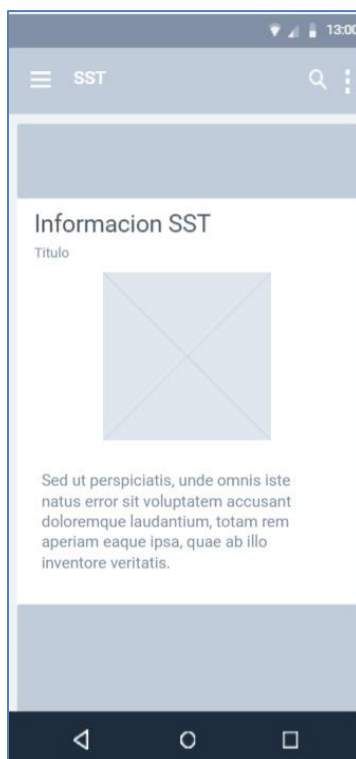 13:00
SST
Informacion SST
Titulo
Sed ut perspiciatis, unde omnis iste
natus error sit voluptatem accusant
doloremque laudantium, totam rem
aperiam eaque ipsa, quae ab illo
inventore veritatis.